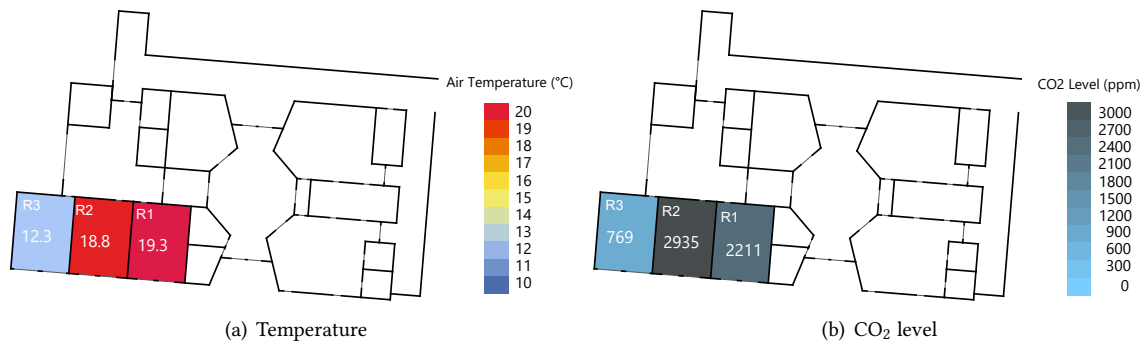 Air Temperature (°C)
20
19
18
17
16
15
14
13
12
11
10
R3
R2
R1
12.3
18.8
19.3
(a) Temperature
CO2 Level (ppm)
3000
2700
2400
2100
1800
1500
1200
900
600
300
0
R3
R2
R1
769
2935
2211
(b) CO₂ level